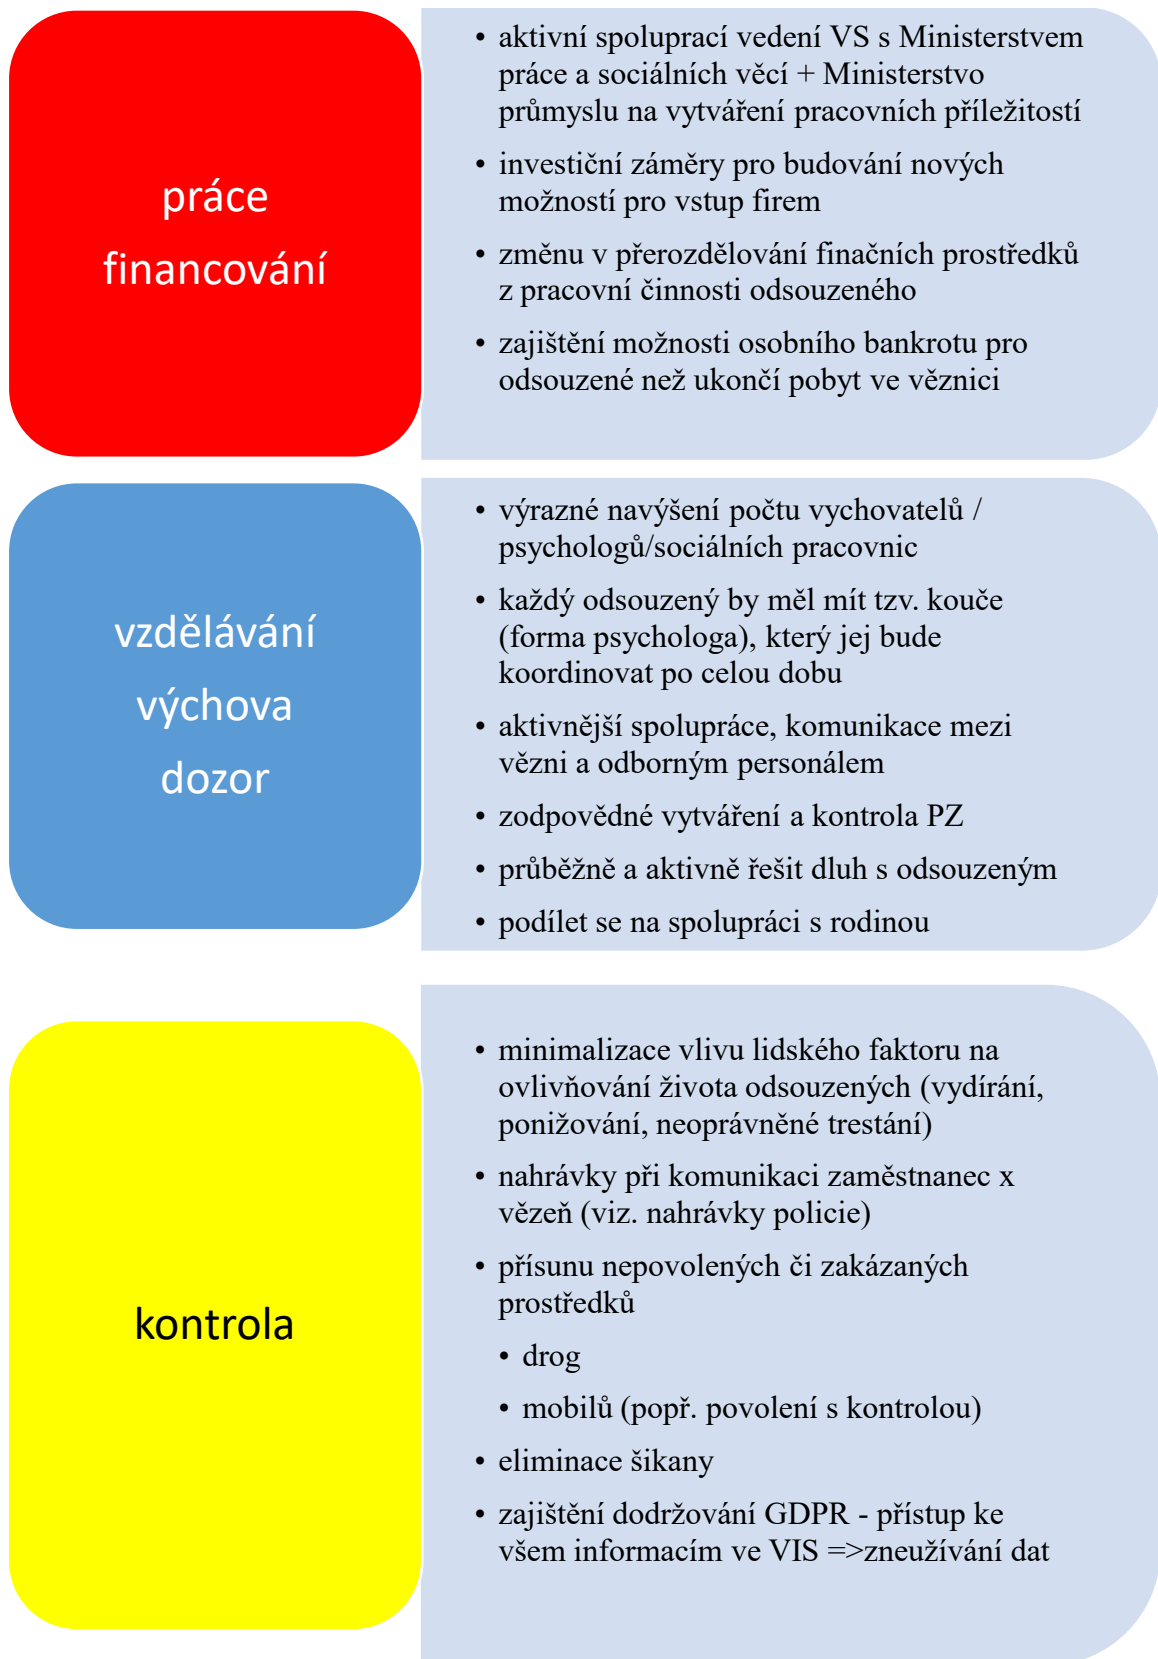 práce
financování
• aktivní spoluprací vedení VS s Ministerstvem
práce a sociálních věcí + Ministerstvo
průmyslu na vytváření pracovních příležitostí
• investiční záměry pro budování nových
možností pro vstup firem
• změnu v přerozdělování finačních prostředků
z pracovní činnosti odsouzeného
• zajištění možnosti osobního bankrotu pro
odsouzené než ukončí pobyt ve věznici
vzdělávání
výchova
dozor
• výrazné navýšení počtu vychovatelů /
psychologů/sociálních pracovnic
• každý odsouzený by měl mít tzv. kouče
(forma psychologa), který jej bude
koordinovat po celou dobu
• aktivnější spolupráce, komunikace mezi
vězni a odborným personálem
• zodpovědné vytváření a kontrola PZ
• průběžně a aktivně řešit dluh s odsouzeným
• podílet se na spolupráci s rodinou
kontrola
• minimalizace vlivu lidského faktoru na
ovlivňování života odsouzených (vydírání,
ponižování, neoprávněné trestání)
• nahrávky při komunikaci zaměstnanec x
vězeň (viz. nahrávky policie)
• přísunu nepovolených či zakázaných
prostředků
• drog
• mobilů (popř. povolení s kontrolou)
• eliminace šikany
• zajištění dodržování GDPR - přístup ke
všem informacím ve VIS =>zneužívání dat